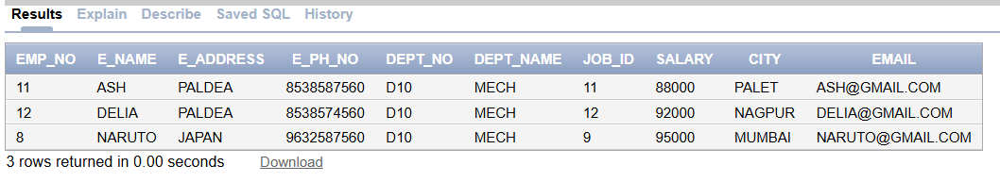 Results Explain Describe Saved SQL History
EMP_NO E_NAME E_ADDRESS E_PH_NO DEPT_NO DEPT_NAME JOB_ID SALARY CITY EMAIL
11 ASH PALDEA 8538587560 D10 MECH 11 88000 PALET ASH@GMAIL.COM
12 DELIA PALDEA 8538574560 D10 MECH 12 92000 NAGPUR DELIA@GMAIL.COM
8 NARUTO JAPAN 9632587560 D10 MECH 9 95000 MUMBAI NARUTO@GMAIL.COM
3 rows returned in 0.00 seconds Download